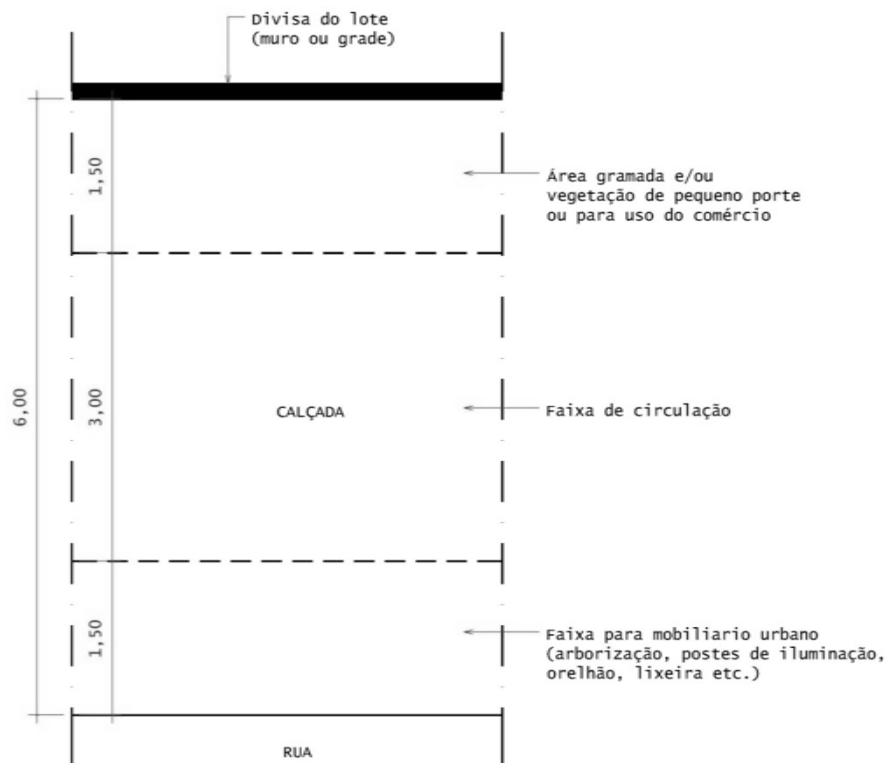 Divisa do lote
(muro ou grade)
1,50
Área gramada e/ou
vegetação de pequeno porte
ou para uso do comércio
6,00
3,00
CALÇADA
Faixa de circulação
1,50
Faixa para mobiliario urbano
(arborização, postes de iluminação,
orelhão, lixeira etc.)
RUA